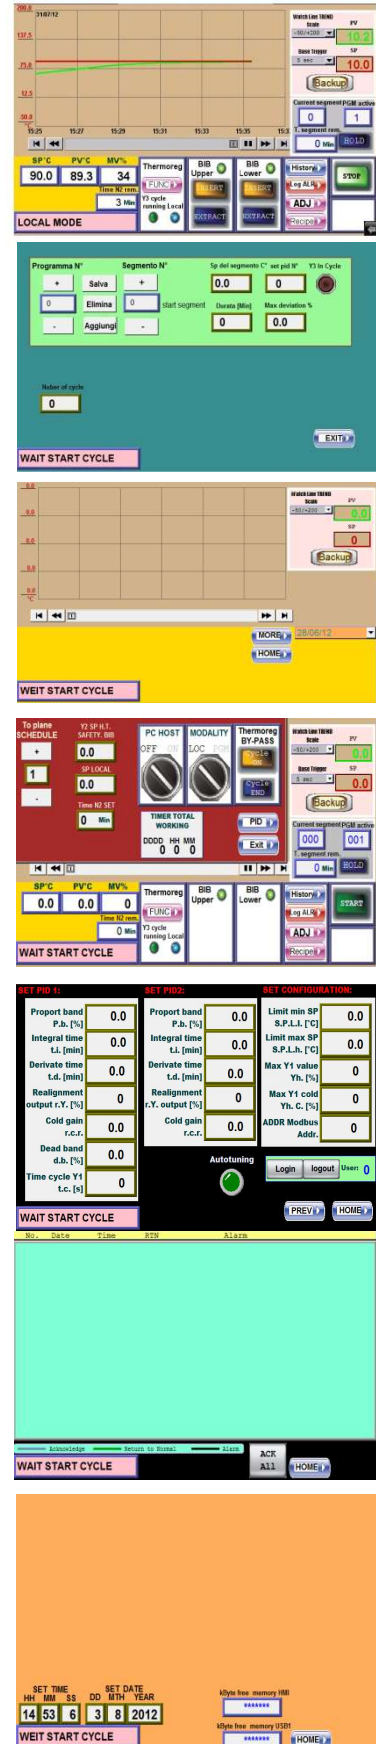 200.0
31/07/12
137.5
75.0
12.5
-50.0
°C
15:25 15:27 15:29 15:31 15:33 15:35 15:3
Watch Line TREND
Scale PV
-50/+200 10.2
Base Trigger SP
5 sec 10.0
Backup
Current segment PGM active
0 1
T. segment rem.
0 Min HOLD
SP°C PV°C MV%
90.0 89.3 34
Time N2 rem.
3 Min
LOCAL MODE
Thermoreg
FUNC
Y3 cycle
running Local
BIB
Upper
INSERT
EXTRACT
BIB
Lower
INSERT
EXTRACT
History
Log ALR
ADJ
Recipe
STOP
Programma N° Segmento N° Sp del segmento C° set pid N° Y3 In Cycle
+ Salva + 0.0 0
0 Elimina 0 start segment Durata [Min] Max deviation %
- Aggiungi - 0 0.0
Nuber of cycle
0
EXIT
WAIT START CYCLE
0.0
0.0
0.0
0.0
0.0
°C
Watch Line TREND
Scale PV
-50/+200 0.0
SP
0
Backup
MORE 28/06/12
HOME
WEIT START CYCLE
To plane
SCHEDULE
+
1
-
Y2 SP H.T.
SAFETY. BIB
0.0
SP LOCAL
0.0
Time N2 SET
0 Min
PC HOST
OFF ON
MODALITY
LOC PGM
Thermoreg
BY-PASS
Cycle
ON
Cycle
END
TIMER TOTAL
WORKING
DDDD HH MM
0 0 0
PID
Exit
Watch Line TREND
Scale PV
-50/+200 0.0
Base Trigger SP
5 sec 0.0
Backup
Current segment PGM active
000 001
T. segment rem.
0 Min HOLD
SP°C PV°C MV%
0.0 0.0 0
Time N2 rem.
0 Min
WAIT START CYCLE
Thermoreg
FUNC
Y3 cycle
running Local
BIB
Upper
BIB
Lower
History
Log ALR
ADJ
Recipe
START
SET PID 1: SET PID2: SET CONFIGURATION:
Proport band
P.b. [%] 0.0
Integral time
t.i. [min] 0.0
Derivate time
t.d. [min] 0.0
Realignment
output r.Y. [%] 0
Cold gain
r.c.r. 0.0
Dead band
d.b. [%] 0.0
Time cycle Y1
t.c. [s] 0
Proport band
P.b. [%] 0.0
Integral time
t.i. [min] 0.0
Derivate time
t.d. [min] 0.0
Realignment
r.Y. output [%] 0
Cold gain
r.c.r. 0.0
Limit min SP
S.P.L.l. [°C] 0.0
Limit max SP
S.P.L.h. [°C] 0.0
Max Y1 value
Yh. [%] 0
Max Y1 cold
Yh. C. [%] 0
ADDR Modbus
Addr. 0
Autotuning
Login logout User: 0
PREV HOME
WAIT START CYCLE
No. Date Time RTN Alarm
Acknowledge Return to Normal Alarm
ACK
All
HOME
WAIT START CYCLE
SET TIME SET DATE
HH MM SS DD MTH YEAR
14 53 6 3 8 2012
kByte free memory HMI
*******
kByte free memory USB1
*******
HOME
WEIT START CYCLE